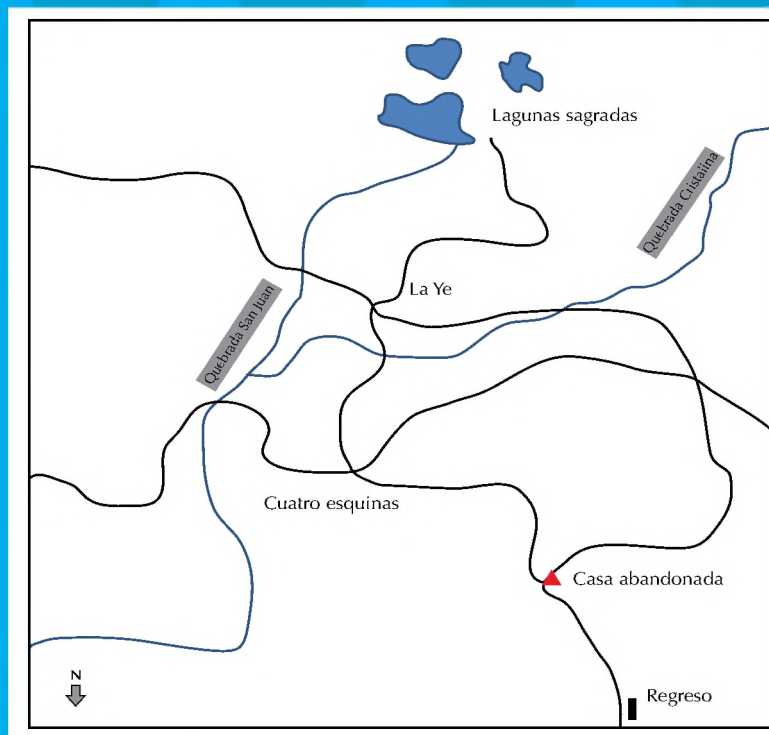 Lagunas sagradas
Quebrada Cristalina
La Ye
Quebrada San Juan
Cuatro esquinas
Casa abandonada
N
Regreso